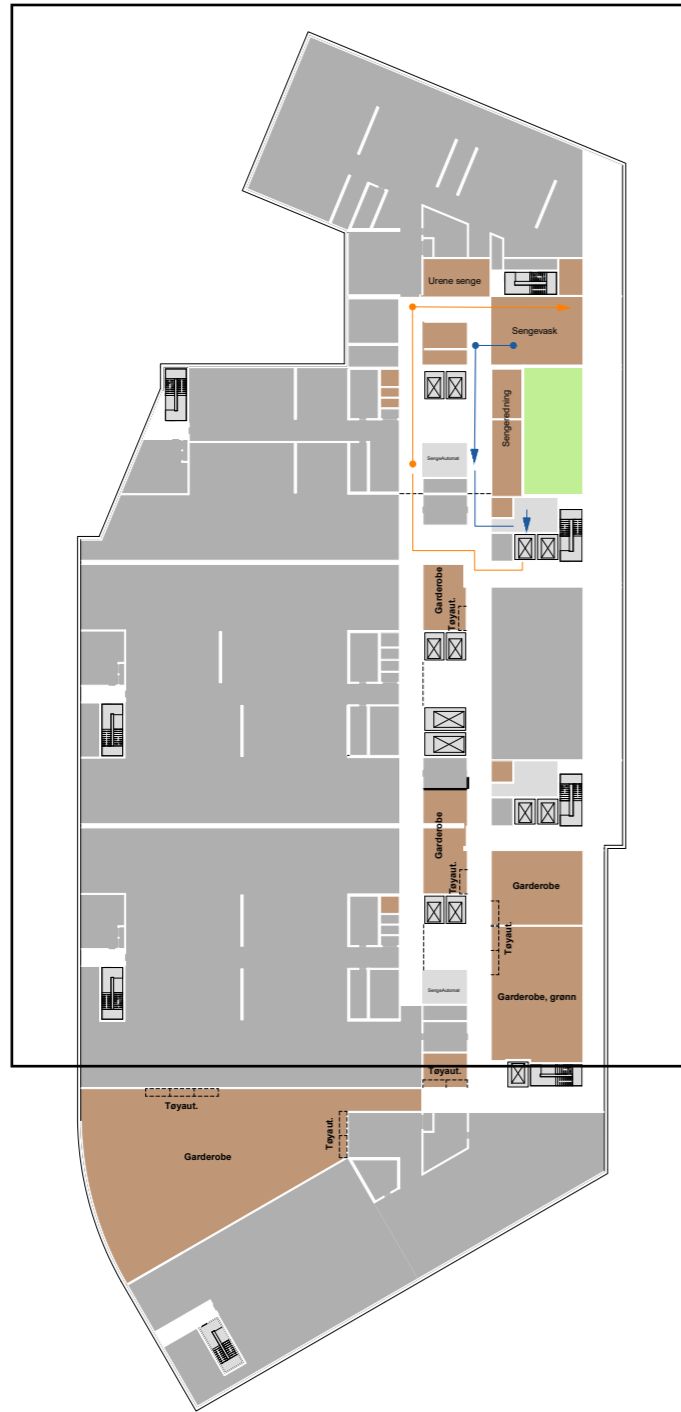 Urene senge
Sengevask
Sengeredning
SengeAutomat
Garderobe
Tøyaut.
Garderobe
Tøyaut.
Garderobe
Tøyaut.
Garderobe, grønn
SengeAutomat
Tøyaut.
Tøyaut.
Tøyaut.
Garderobe